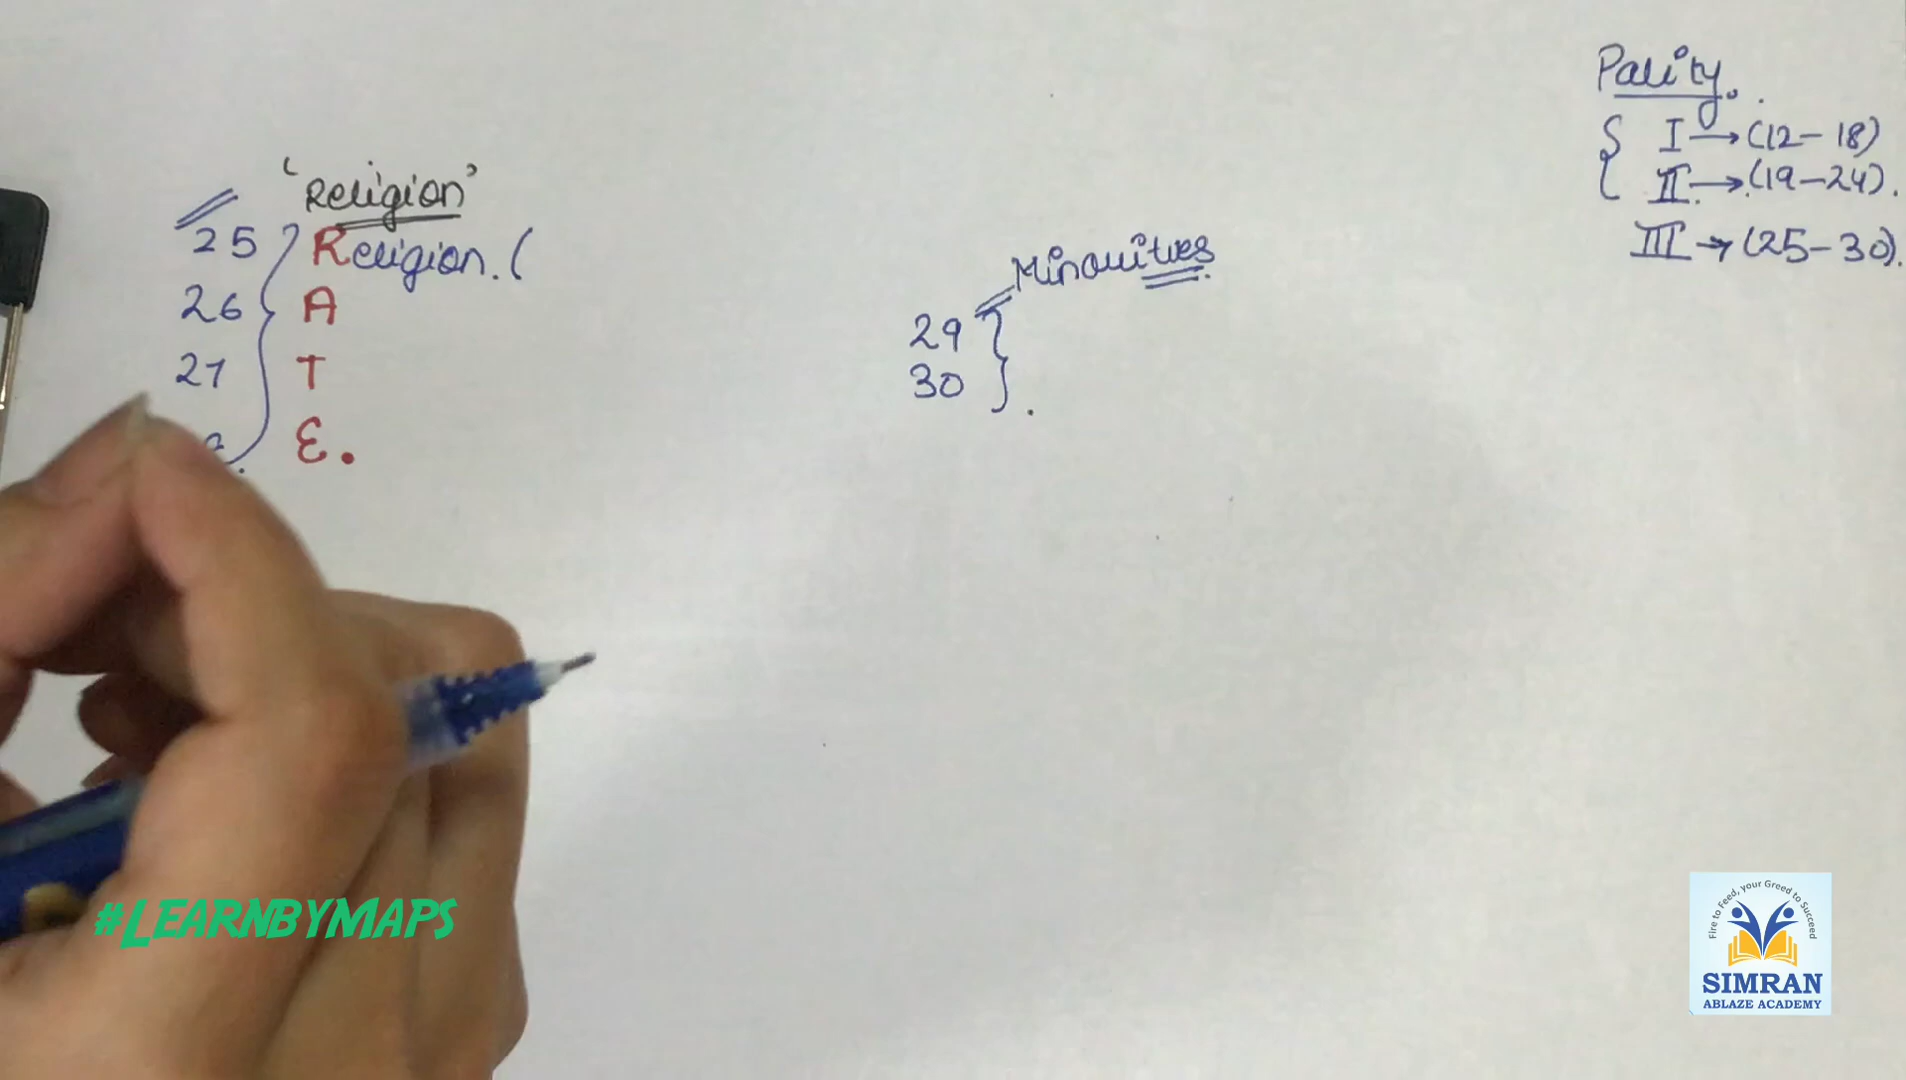 Polity.
I → (12-18)
II → (19-24).
III → (25-30).
'Religion'
25 Religion. (
26 A
27 T
E.
Minorities
29
30
#LEARNBYMAPS
Fire to Feed, your Greed to Succeed
SIMRAN
ABLAZE ACADEMY